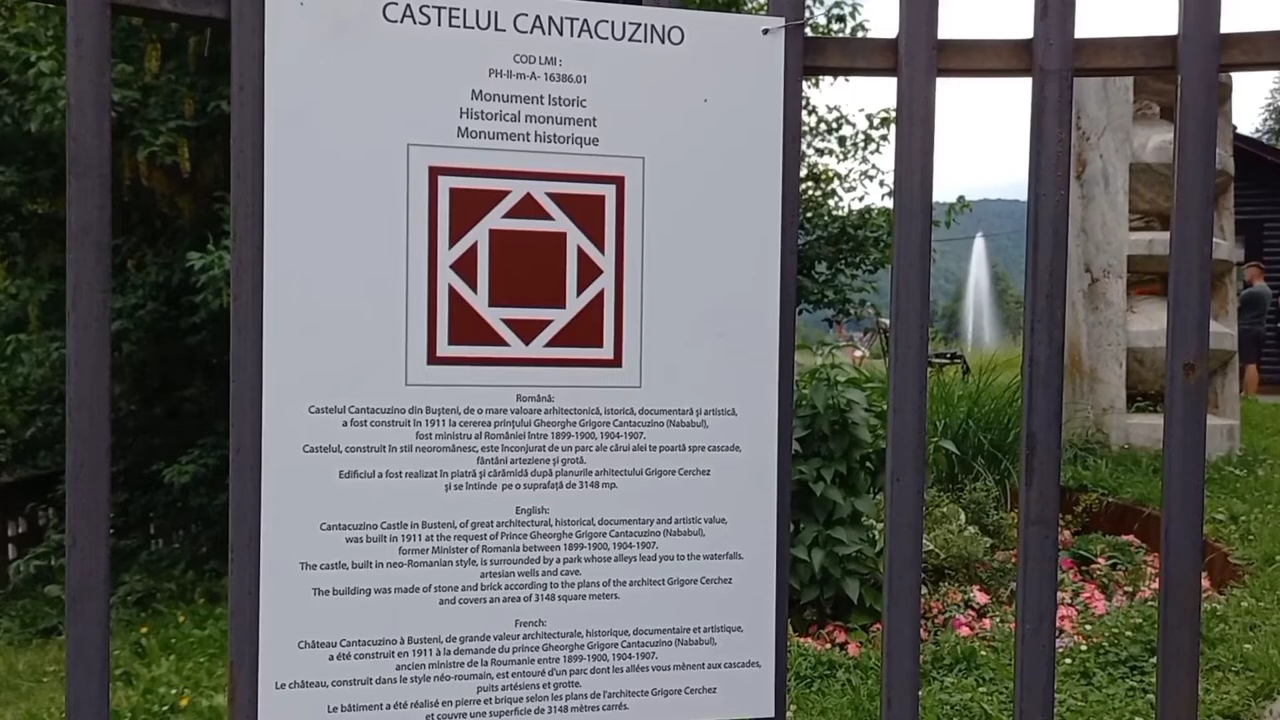 CASTELUL CANTACUZINO
COD LMI :
PH-II-m-A- 16386.01
Monument Istoric
Historical monument
Monument historique
Română:
Castelul Cantacuzino din Bușteni, de o mare valoare arhitectonică, istorică, documentară și artistică,
a fost construit în 1911 la cererea prințului Gheorghe Grigore Cantacuzino (Nababul),
fost ministru al României între 1899-1900, 1904-1907.
Castelul, construit în stil neoromânesc, este înconjurat de un parc ale cărui alei te poartă spre cascade,
fântâni arteziene și grotă.
Edificiul a fost realizat în piatră și cărămidă după planurile arhitectului Grigore Cerchez
și se întinde pe o suprafață de 3148 mp.
English:
Cantacuzino Castle in Busteni, of great architectural, historical, documentary and artistic value,
was built in 1911 at the request of Prince Gheorghe Grigore Cantacuzino (Nababul),
former Minister of Romania between 1899-1900, 1904-1907.
The castle, built in neo-Romanian style, is surrounded by a park whose alleys lead you to the waterfalls.
artesian wells and cave.
The building was made of stone and brick according to the plans of the architect Grigore Cerchez
and covers an area of 3148 square meters.
French:
Château Cantacuzino à Busteni, de grande valeur architecturale, historique, documentaire et artistique,
a été construit en 1911 à la demande du prince Gheorghe Grigore Cantacuzino (Nababul),
ancien ministre de la Roumanie entre 1899-1900, 1904-1907.
Le château, construit dans le style néo-roumain, est entouré d'un parc dont les allées vous mènent aux cascades,
puits artésiens et grotte.
Le bâtiment a été réalisé en pierre et brique selon les plans de l'architecte Grigore Cerchez
et couvre une superficie de 3148 mètres carrés.